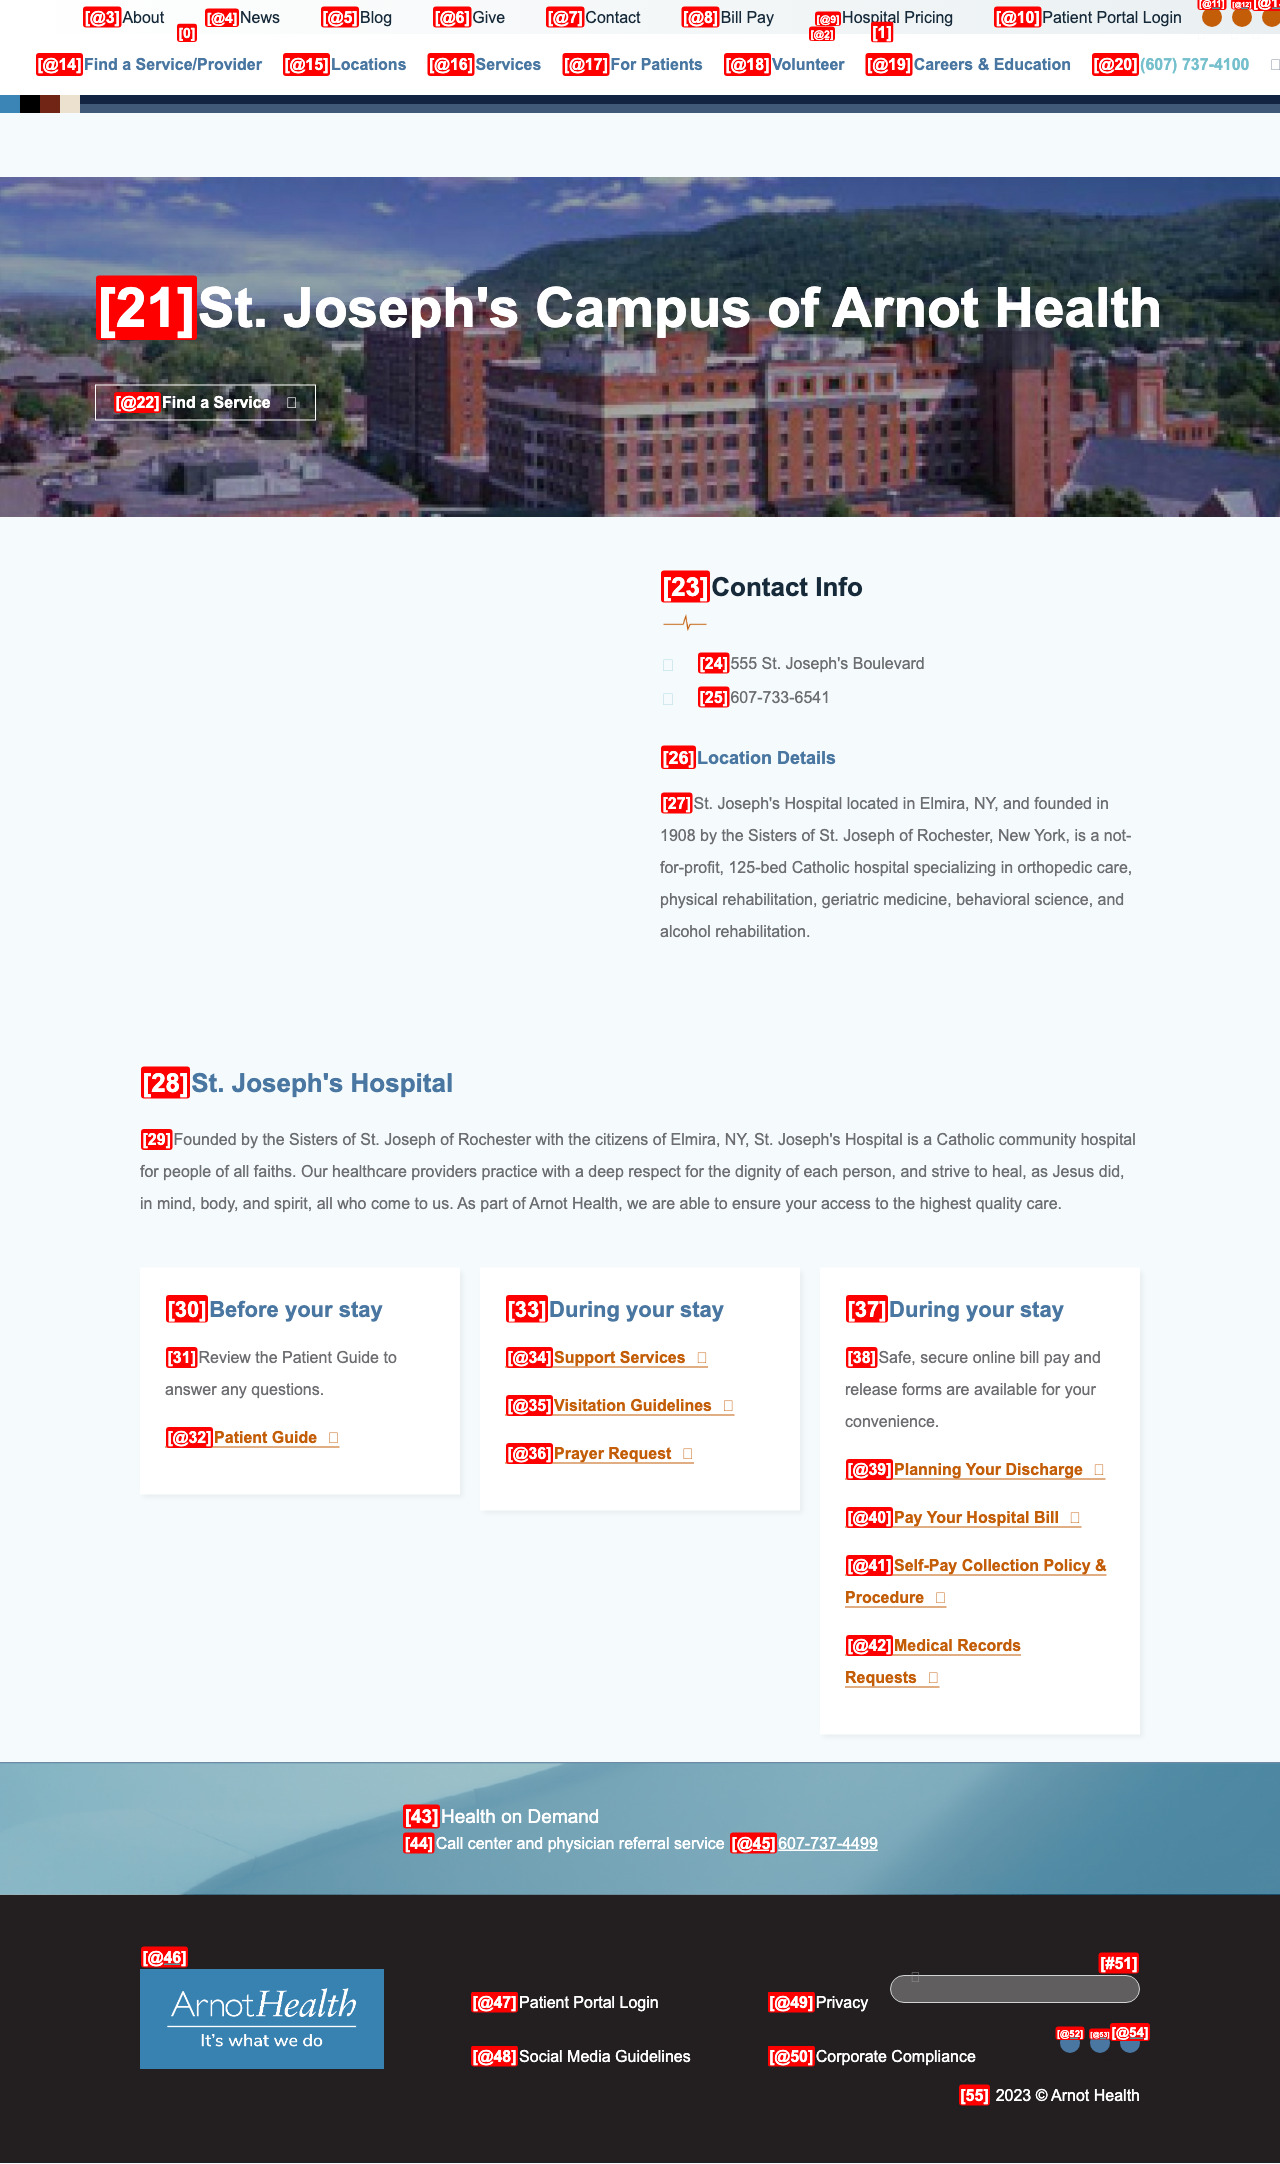 [@3]About [@4]News [@5]Blog [@6]Give [@7]Contact [@8]Bill Pay [@9]Hospital Pricing [@10]Patient Portal Login [@11] [@12]
[0] [@2] [1]
[@14]Find a Service/Provider [@15]Locations [@16]Services [@17]For Patients [@18]Volunteer [@19]Careers & Education [@20](607) 737-4100
[21]St. Joseph's Campus of Arnot Health
[@22]Find a Service
[23]Contact Info
[24]555 St. Joseph's Boulevard
[25]607-733-6541
[26]Location Details
[27]St. Joseph's Hospital located in Elmira, NY, and founded in
1908 by the Sisters of St. Joseph of Rochester, New York, is a not-
for-profit, 125-bed Catholic hospital specializing in orthopedic care,
physical rehabilitation, geriatric medicine, behavioral science, and
alcohol rehabilitation.
[28]St. Joseph's Hospital
[29]Founded by the Sisters of St. Joseph of Rochester with the citizens of Elmira, NY, St. Joseph's Hospital is a Catholic community hospital
for people of all faiths. Our healthcare providers practice with a deep respect for the dignity of each person, and strive to heal, as Jesus did,
in mind, body, and spirit, all who come to us. As part of Arnot Health, we are able to ensure your access to the highest quality care.
[30]Before your stay
[31]Review the Patient Guide to
answer any questions.
[@32]Patient Guide
[33]During your stay
[@34]Support Services
[@35]Visitation Guidelines
[@36]Prayer Request
[37]During your stay
[38]Safe, secure online bill pay and
release forms are available for your
convenience.
[@39]Planning Your Discharge
[@40]Pay Your Hospital Bill
[@41]Self-Pay Collection Policy &
Procedure
[@42]Medical Records
Requests
[43]Health on Demand
[44]Call center and physician referral service [@45]607-737-4499
[@46]
ArnotHealth
It's what we do
[@47]Patient Portal Login
[@48]Social Media Guidelines
[@49]Privacy
[@50]Corporate Compliance
[#51]
[@52] [@53] [@54]
[55] 2023 © Arnot Health